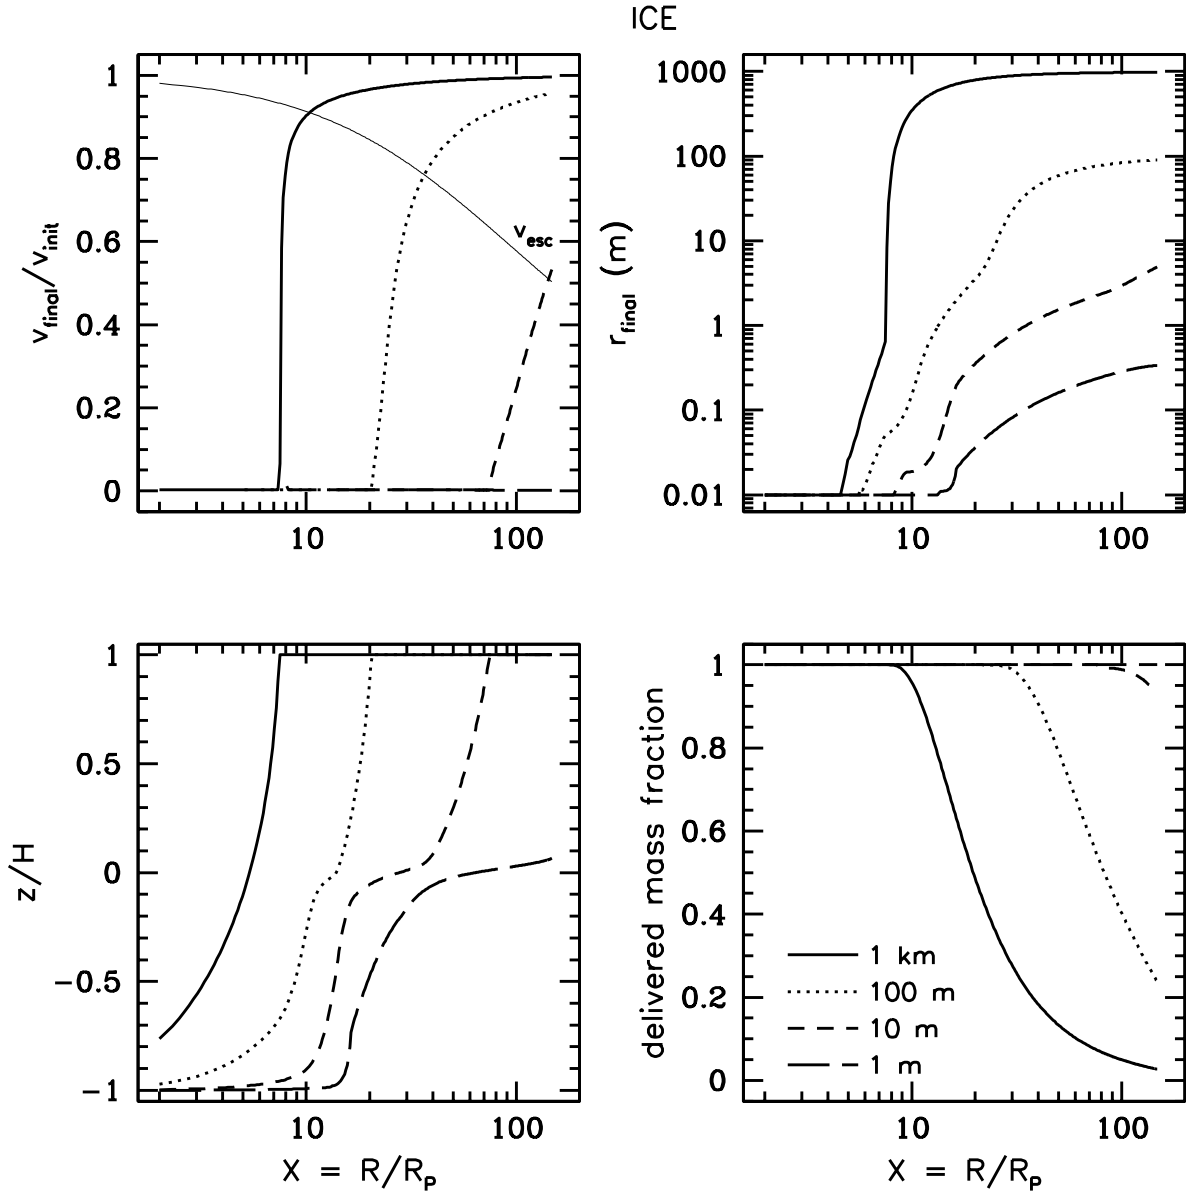 ICE
1
0.8
0.6
0.4
0.2
0
v_final/v_init
v_esc
10 100
1000
100
10
1
0.1
0.01
r_final (m)
10 100
1
0.5
0
−0.5
−1
z/H
10 100
X = R/R_P
1
0.8
0.6
0.4
0.2
0
delivered mass fraction
1 km
100 m
10 m
1 m
10 100
X = R/R_P